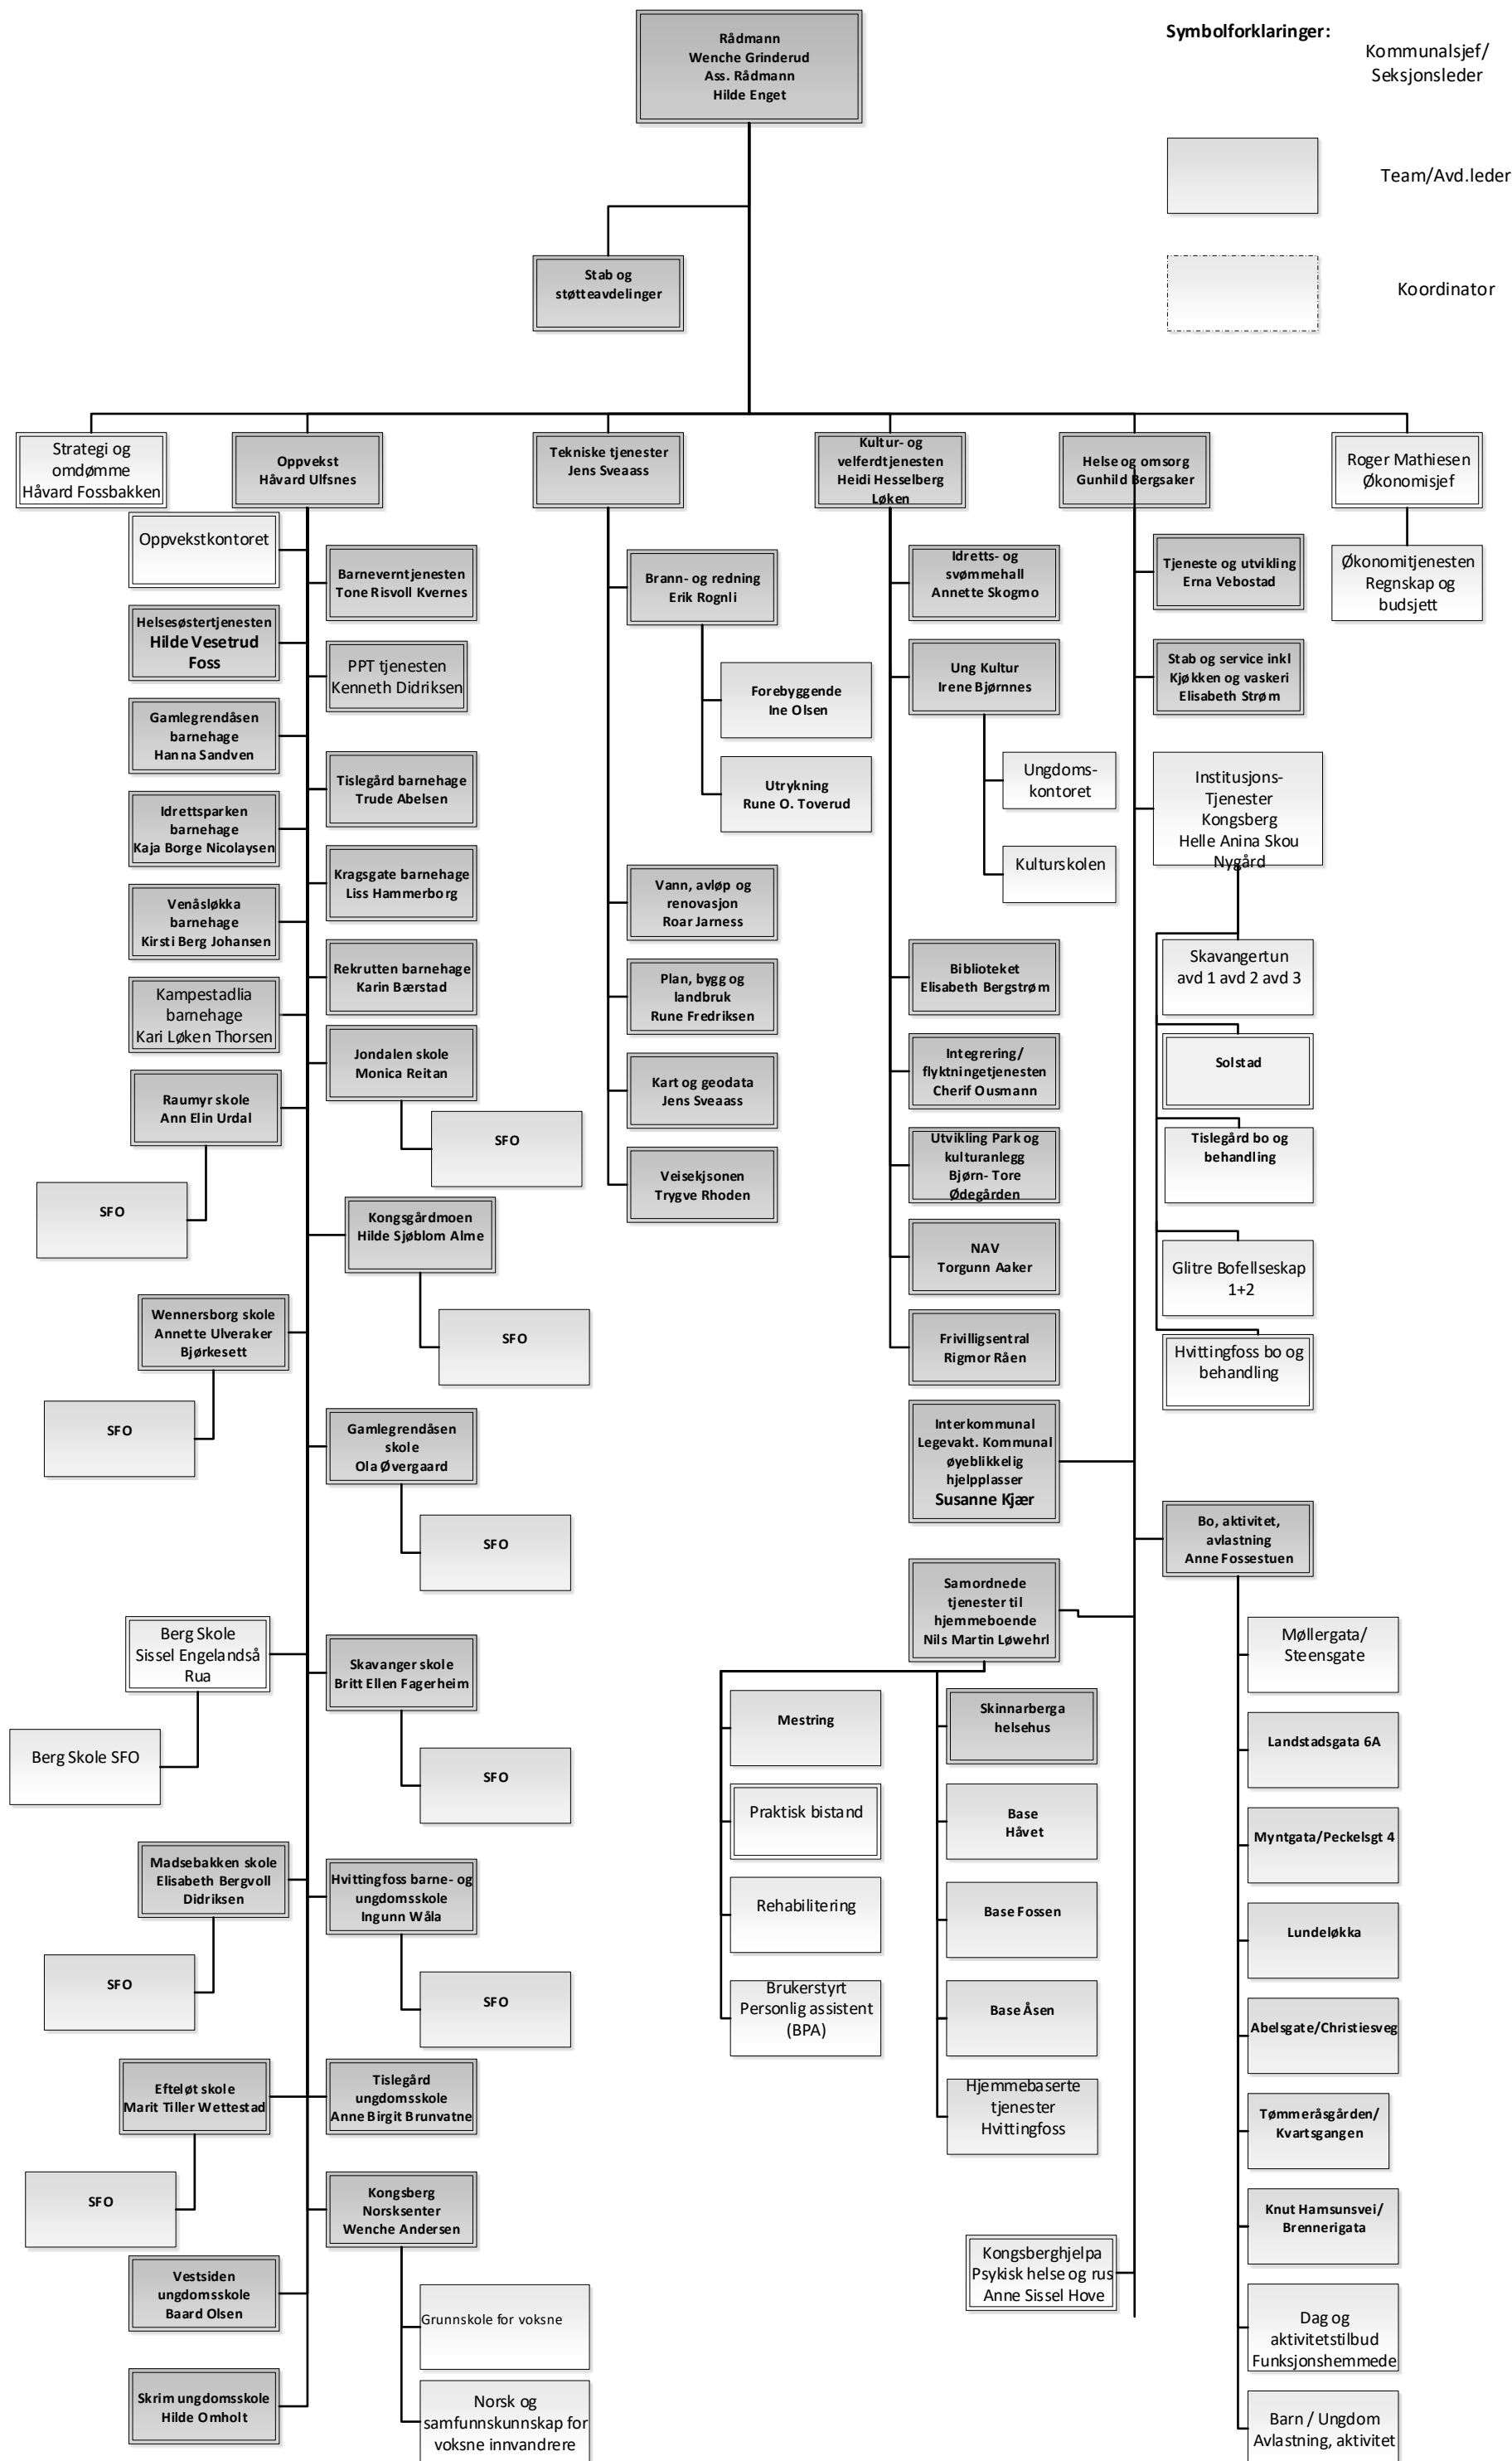 Rådmann
Wenche Grinderud
Ass. Rådmann
Hilde Enget
Symbolforklaringer:
Kommunalsjef/
Seksjonsleder
Team/Avd.leder
Koordinator
Stab og
støtteavdelinger
Strategi og
omdømme
Håvard Fossbakken
Oppvekst
Håvard Ulfsnes
Tekniske tjenester
Jens Sveaass
Kultur- og
velferdtjenesten
Heidi Hesselberg
Løken
Helse og omsorg
Gunhild Bergsaker
Roger Mathiesen
Økonomisjef
Økonomitjenesten
Regnskap og
budsjett
Oppvekstkontoret
Barneverntjenesten
Tone Risvoll Kvernes
Helsesøstertjenesten
Hilde Vesetrud
Foss
PPT tjenesten
Kenneth Didriksen
Gamlegrendåsen
barnehage
Hanna Sandven
Tislegård barnehage
Trude Abelsen
Idrettsparken
barnehage
Kaja Borge Nicolaysen
Kragsgate barnehage
Liss Hammerborg
Venåsløkka
barnehage
Kirsti Berg Johansen
Rekrutten barnehage
Karin Bærstad
Kampestadlia
barnehage
Kari Løken Thorsen
Jondalen skole
Monica Reitan
SFO
Raumyr skole
Ann Elin Urdal
SFO
Kongsgårdmoen
Hilde Sjøblom Alme
SFO
Wennersborg skole
Annette Ulveraker
Bjørkesett
SFO
Gamlegrendåsen
skole
Ola Øvergaard
SFO
Berg Skole
Sissel Engelandså
Rua
Berg Skole SFO
Skavanger skole
Britt Ellen Fagerheim
SFO
Madsebakken skole
Elisabeth Bergvoll
Didriksen
SFO
Hvittingfoss barne- og
ungdomsskole
Ingunn Wåla
SFO
Efteløt skole
Marit Tiller Wettestad
SFO
Tislegård
ungdomsskole
Anne Birgit Brunvatne
Kongsberg
Norsksenter
Wenche Andersen
Grunnskole for voksne
Norsk og
samfunnskunnskap for
voksne innvandrere
Vestsiden
ungdomsskole
Baard Olsen
Skrim ungdomsskole
Hilde Omholt
Brann- og redning
Erik Rognli
Forebyggende
Ine Olsen
Utrykning
Rune O. Toverud
Vann, avløp og
renovasjon
Roar Jarness
Plan, bygg og
landbruk
Rune Fredriksen
Kart og geodata
Jens Sveaass
Veisekjsonen
Trygve Rhoden
Idretts- og
svømmehall
Annette Skogmo
Ung Kultur
Irene Bjørnnes
Ungdoms-
kontoret
Kulturskolen
Biblioteket
Elisabeth Bergstrøm
Integrering/
flyktningetjenesten
Cherif Ousmann
Utvikling Park og
kulturanlegg
Bjørn- Tore
Ødegården
NAV
Torgunn Aaker
Frivilligsentral
Rigmor Råen
Tjeneste og utvikling
Erna Vebostad
Stab og service inkl
Kjøkken og vaskeri
Elisabeth Strøm
Institusjons-
Tjenester
Kongsberg
Helle Anina Skou
Nygård
Skavangertun
avd 1 avd 2 avd 3
Solstad
Tislegård bo og
behandling
Glitre Bofellseskap
1+2
Hvittingfoss bo og
behandling
Interkommunal
Legevakt. Kommunal
øyeblikkelig
hjelpplasser
Susanne Kjær
Samordnede
tjenester til
hjemmeboende
Nils Martin Løwehrl
Mestring
Praktisk bistand
Rehabilitering
Brukerstyrt
Personlig assistent
(BPA)
Skinnarberga
helsehus
Base
Håvet
Base Fossen
Base Åsen
Hjemmebaserte
tjenester
Hvittingfoss
Kongsberghjelpa
Psykisk helse og rus
Anne Sissel Hove
Bo, aktivitet,
avlastning
Anne Fossestuen
Møllergata/
Steensgate
Landstadsgata 6A
Myntgata/Peckelsgt 4
Lundeløkka
Abelsgate/Christiesveg
Tømmeråsgården/
Kvartsgangen
Knut Hamsunsvei/
Brennerigata
Dag og
aktivitetstilbud
Funksjonshemmede
Barn / Ungdom
Avlastning, aktivitet